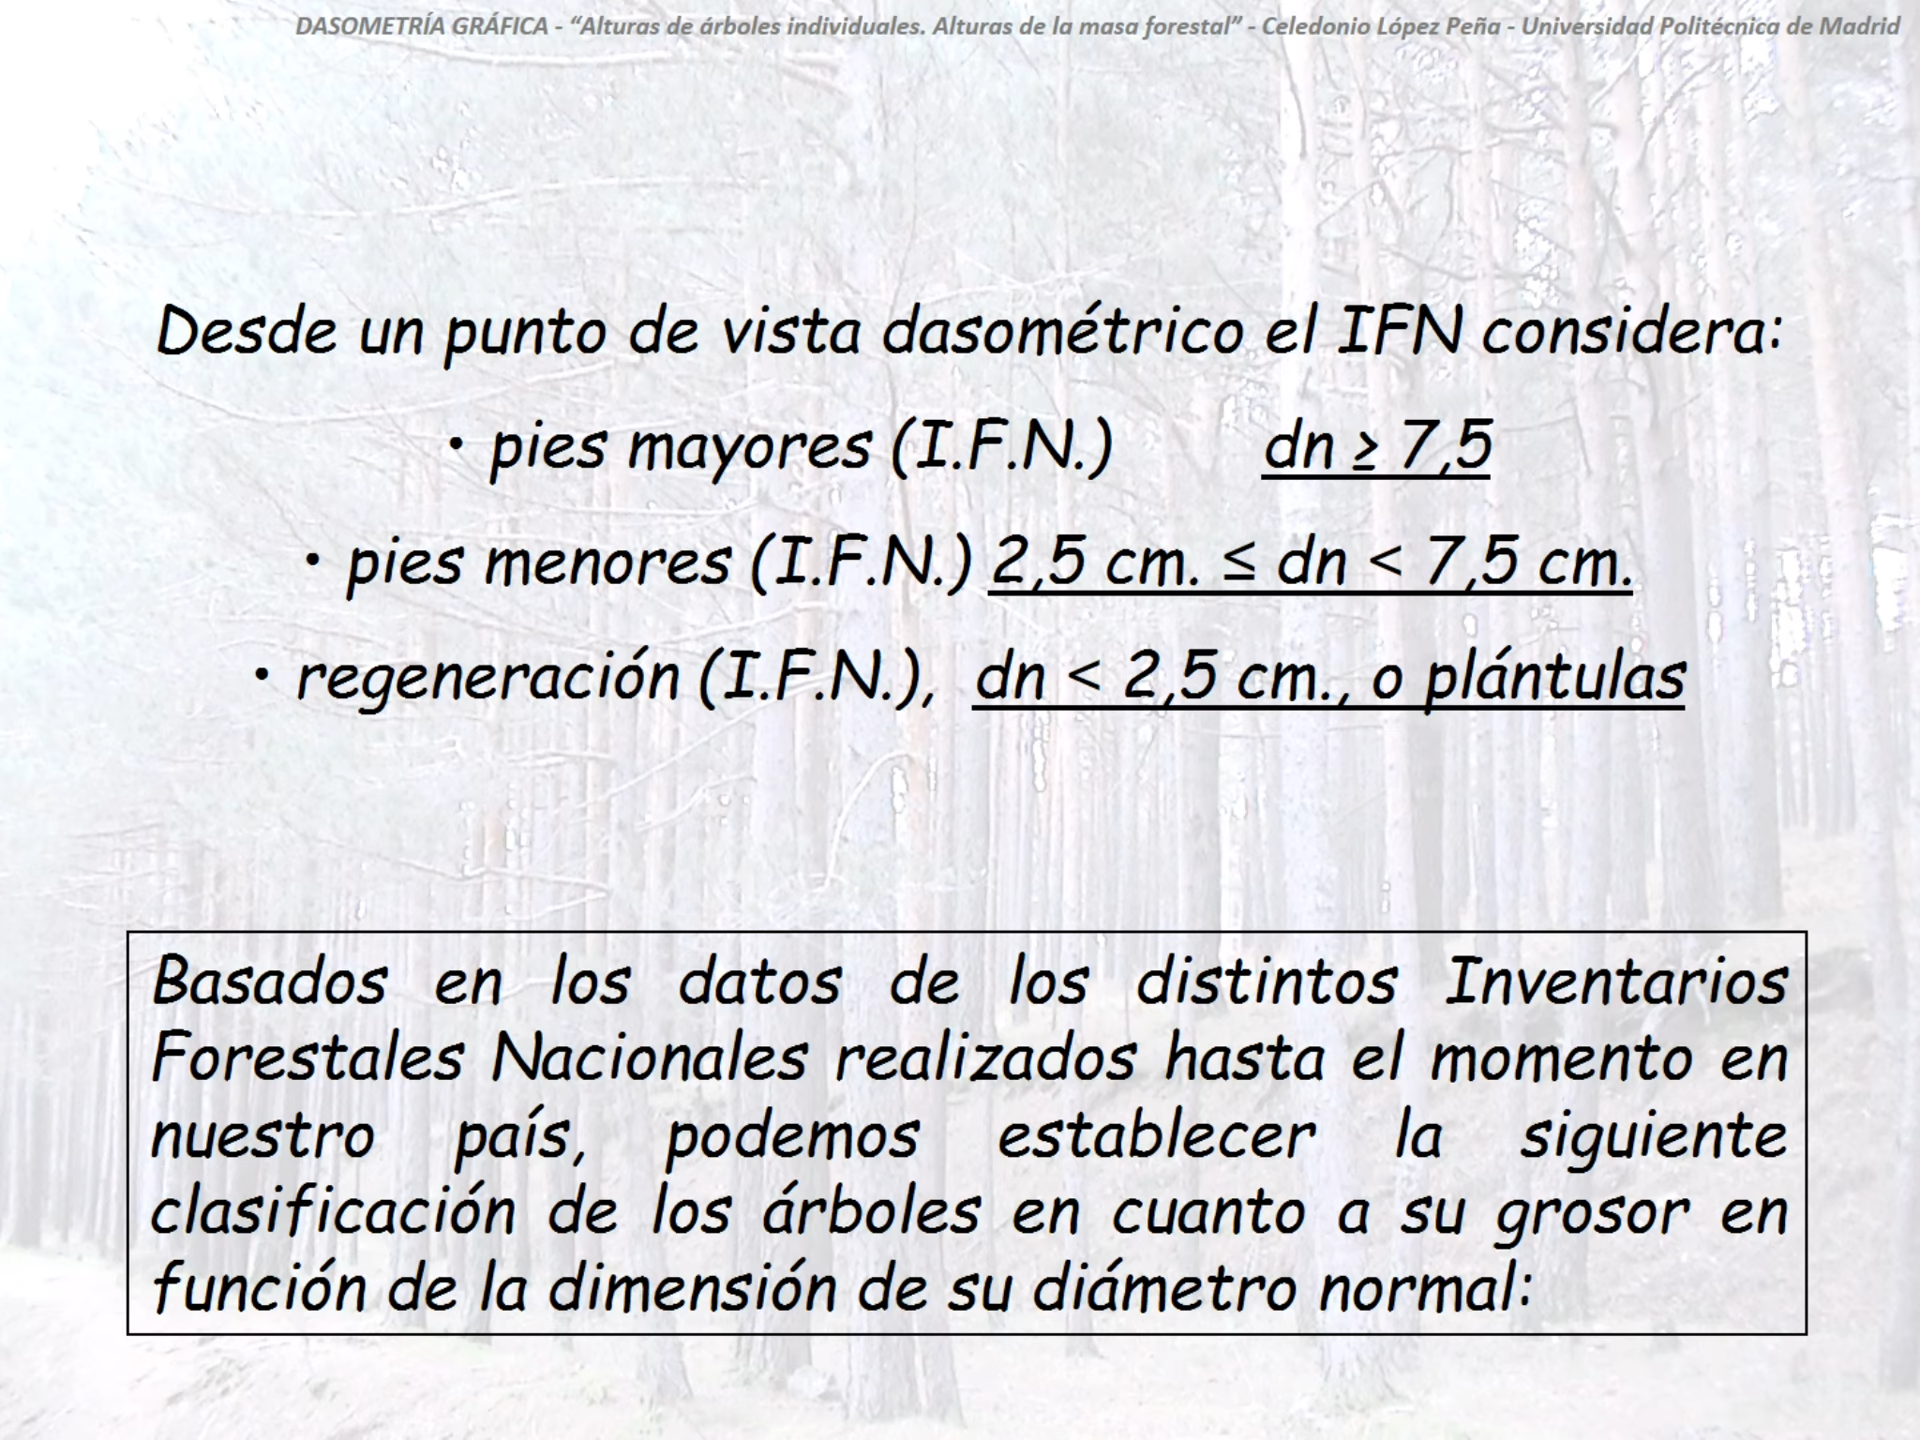 DASOMETRÍA GRÁFICA - “Alturas de árboles individuales. Alturas de la masa forestal” - Celedonio López Peña - Universidad Politécnica de Madrid
Desde un punto de vista dasométrico el IFN considera:
• pies mayores (I.F.N.) dn ≥ 7,5
• pies menores (I.F.N.) 2,5 cm. ≤ dn < 7,5 cm.
• regeneración (I.F.N.), dn < 2,5 cm., o plántulas
Basados en los datos de los distintos Inventarios
Forestales Nacionales realizados hasta el momento en
nuestro país, podemos establecer la siguiente
clasificación de los árboles en cuanto a su grosor en
función de la dimensión de su diámetro normal: